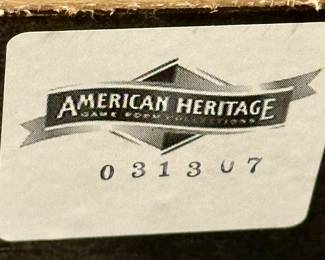 AMERICAN HERITAGE
GAME ROOM COLLECTIONS
031307